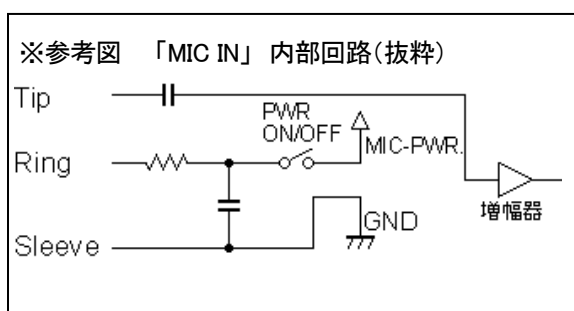 ※参考図 「MIC IN」 内部回路(抜粋)
Tip
PWR
ON/OFF
MIC-PWR.
Ring
増幅器
GND
Sleeve